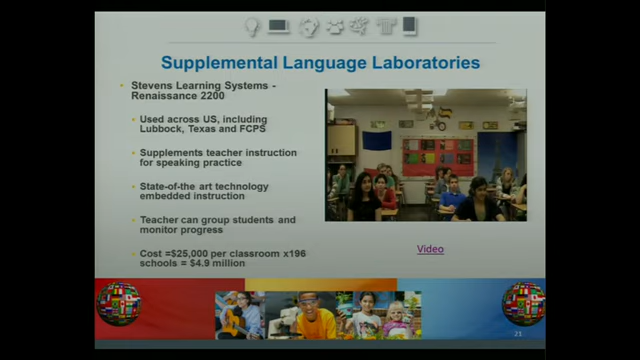 Supplemental Language Laboratories
• Stevens Learning Systems -
Renaissance 2200
• Used across US, including
Lubbock, Texas and FCPS
• Supplements teacher instruction
for speaking practice
• State-of-the art technology
embedded instruction
• Teacher can group students and
monitor progress
• Cost =$25,000 per classroom x196
schools = $4.9 million
Video
21